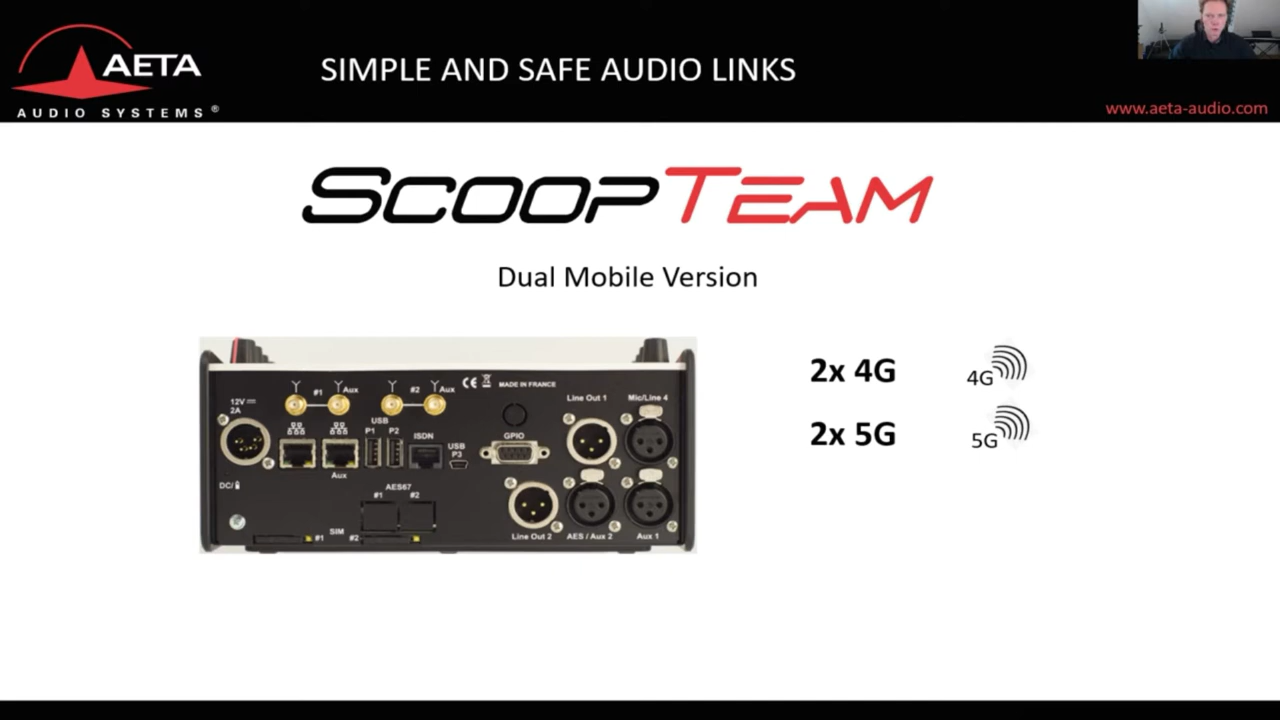 AETA
AUDIO SYSTEMS®
SIMPLE AND SAFE AUDIO LINKS
www.aeta-audio.com
SCOOPTEAM
Dual Mobile Version
12V
2A
#1
Aux
#2
Aux
CE
MADE IN FRANCE
USB
P1
P2
ISDN
USB
P3
GPIO
Line Out 1
Mic/Line 4
Aux
DC/
AES67
#1
#2
SIM
#1
#2
Line Out 2
AES / Aux 2
Aux 1
2x 4G
4G
2x 5G
5G